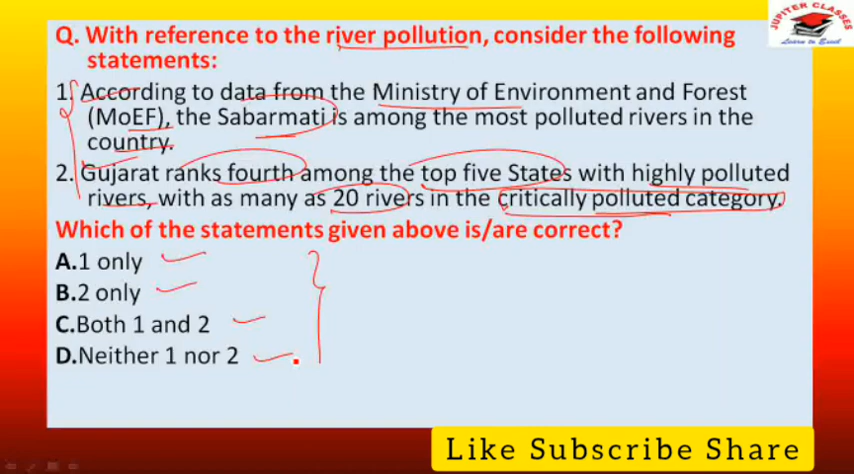 JUPITER CLASSES
Learn to Excel
Q. With reference to the river pollution, consider the following
statements:
1. According to data from the Ministry of Environment and Forest
(MoEF), the Sabarmati is among the most polluted rivers in the
country.
2. Gujarat ranks fourth among the top five States with highly polluted
rivers, with as many as 20 rivers in the critically polluted category.
Which of the statements given above is/are correct?
A.1 only
B.2 only
C.Both 1 and 2
D.Neither 1 nor 2
Like Subscribe Share